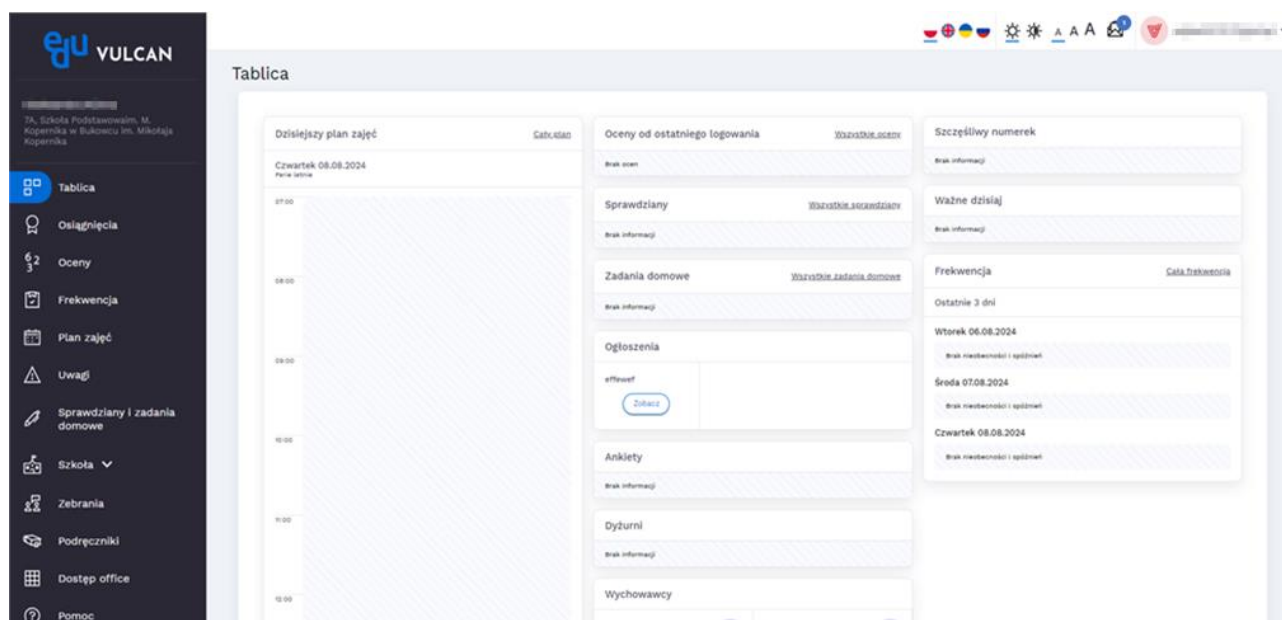 edu VULCAN
7A, Szkoła Podstawowaim. M.
Kopernika w Bukowcu im. Mikołaja
Kopernika
Tablica
Osiągnięcia
6 2
3
Oceny
Frekwencja
Plan zajęć
Uwagi
Sprawdziany i zadania
domowe
Szkoła
Zebrania
Podręczniki
Dostęp office
Pomoc
A A A
Tablica
Dzisiejszy plan zajęć
Cały plan
Czwartek 08.08.2024
Ferie letnie
07:00
08:00
09:00
10:00
11:00
12:00
Oceny od ostatniego logowania
Wszystkie oceny
Brak ocen
Sprawdziany
Wszystkie sprawdziany
Brak informacji
Zadania domowe
Wszystkie zadania domowe
Brak informacji
Ogłoszenia
effewef
Zobacz
Ankiety
Brak informacji
Dyżurni
Brak informacji
Wychowawcy
Szczęśliwy numerek
Brak informacji
Ważne dzisiaj
Brak informacji
Frekwencja
Cała frekwencja
Ostatnie 3 dni
Wtorek 06.08.2024
Brak nieobecności i spóźnień
Środa 07.08.2024
Brak nieobecności i spóźnień
Czwartek 08.08.2024
Brak nieobecności i spóźnień